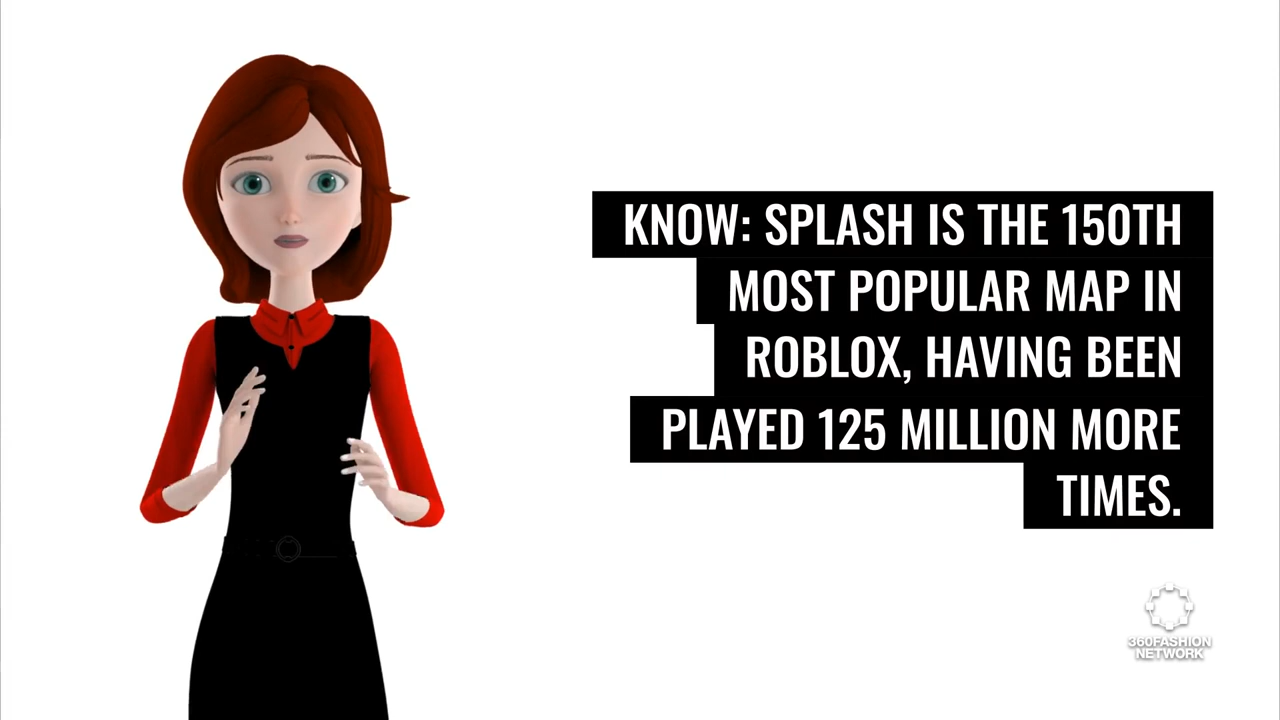 KNOW: SPLASH IS THE 150TH
MOST POPULAR MAP IN
ROBLOX, HAVING BEEN
PLAYED 125 MILLION MORE
TIMES.
360FASHION
NETWORK